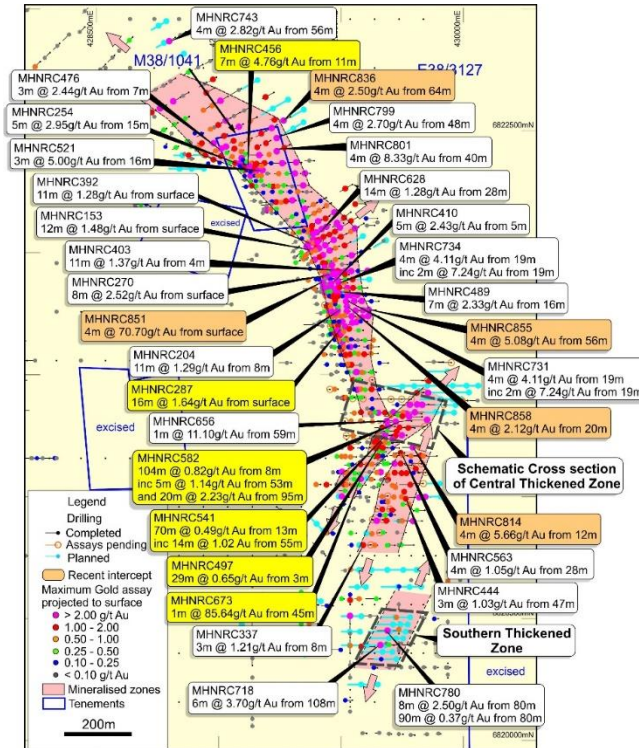 428500mE
430000mE
MHNRC743
4m @ 2.82g/t Au from 56m
M38/1041
MHNRC456
7m @ 4.76g/t Au from 11m
E38/3127
MHNRC476
3m @ 2.44g/t Au from 7m
MHNRC836
4m @ 2.50g/t Au from 64m
MHNRC254
5m @ 2.95g/t Au from 15m
MHNRC799
4m @ 2.70g/t Au from 48m
6822500mN
MHNRC521
3m @ 5.00g/t Au from 16m
MHNRC801
4m @ 8.33g/t Au from 40m
MHNRC392
11m @ 1.28g/t Au from surface
MHNRC628
14m @ 1.28g/t Au from 28m
MHNRC153
12m @ 1.48g/t Au from surface
excised
MHNRC410
5m @ 2.43g/t Au from 5m
MHNRC403
11m @ 1.37g/t Au from 4m
MHNRC734
4m @ 4.11g/t Au from 19m
inc 2m @ 7.24g/t Au from 19m
MHNRC270
8m @ 2.52g/t Au from surface
MHNRC489
7m @ 2.33g/t Au from 16m
MHNRC851
4m @ 70.70g/t Au from surface
MHNRC855
4m @ 5.08g/t Au from 56m
MHNRC204
11m @ 1.29g/t Au from 8m
MHNRC731
4m @ 4.11g/t Au from 19m
inc 2m @ 7.24g/t Au from 19m
MHNRC287
16m @ 1.64g/t Au from surface
MHNRC858
4m @ 2.12g/t Au from 20m
MHNRC656
1m @ 11.10g/t Au from 59m
excised
MHNRC582
104m @ 0.82g/t Au from 8m
inc 5m @ 1.14g/t Au from 53m
and 20m @ 2.23g/t Au from 95m
Schematic Cross section
of Central Thickened Zone
MHNRC541
70m @ 0.49g/t Au from 13m
inc 14m @ 1.02 Au from 55m
MHNRC814
4m @ 5.66g/t Au from 12m
MHNRC497
29m @ 0.65g/t Au from 3m
MHNRC563
4m @ 1.05g/t Au from 28m
MHNRC673
1m @ 85.64g/t Au from 45m
MHNRC444
3m @ 1.03g/t Au from 47m
MHNRC337
3m @ 1.21g/t Au from 8m
Southern Thickened
Zone
excised
MHNRC718
6m @ 3.70g/t Au from 108m
MHNRC780
8m @ 2.50g/t Au from 80m
90m @ 0.37g/t Au from 80m
6820000mN
Legend
Drilling
Completed
Assays pending
Planned
Recent intercept
Maximum Gold assay
projected to surface
> 2.00 g/t Au
1.00 - 2.00
0.50 - 1.00
0.25 - 0.50
0.10 - 0.25
< 0.10 g/t Au
Mineralised zones
Tenements
200m